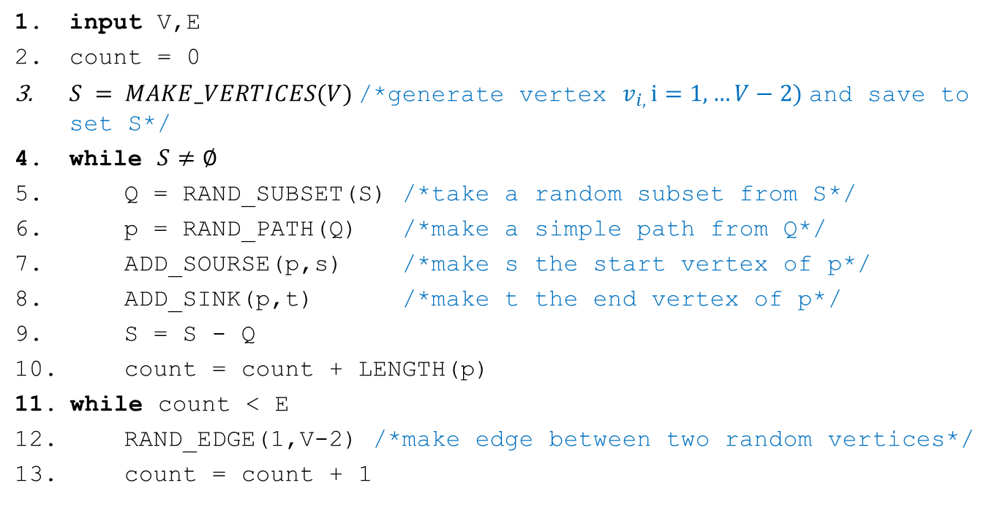 1. input V,E
2. count = 0
3. S = MAKE_VERTICES(V) /*generate vertex vᵢ, i = 1, … V − 2) and save to
set S*/
4. while S ≠ ∅
5. Q = RAND_SUBSET(S) /*take a random subset from S*/
6. p = RAND_PATH(Q) /*make a simple path from Q*/
7. ADD_SOURSE(p,s) /*make s the start vertex of p*/
8. ADD_SINK(p,t) /*make t the end vertex of p*/
9. S = S - Q
10. count = count + LENGTH(p)
11. while count < E
12. RAND_EDGE(1,V-2) /*make edge between two random vertices*/
13. count = count + 1